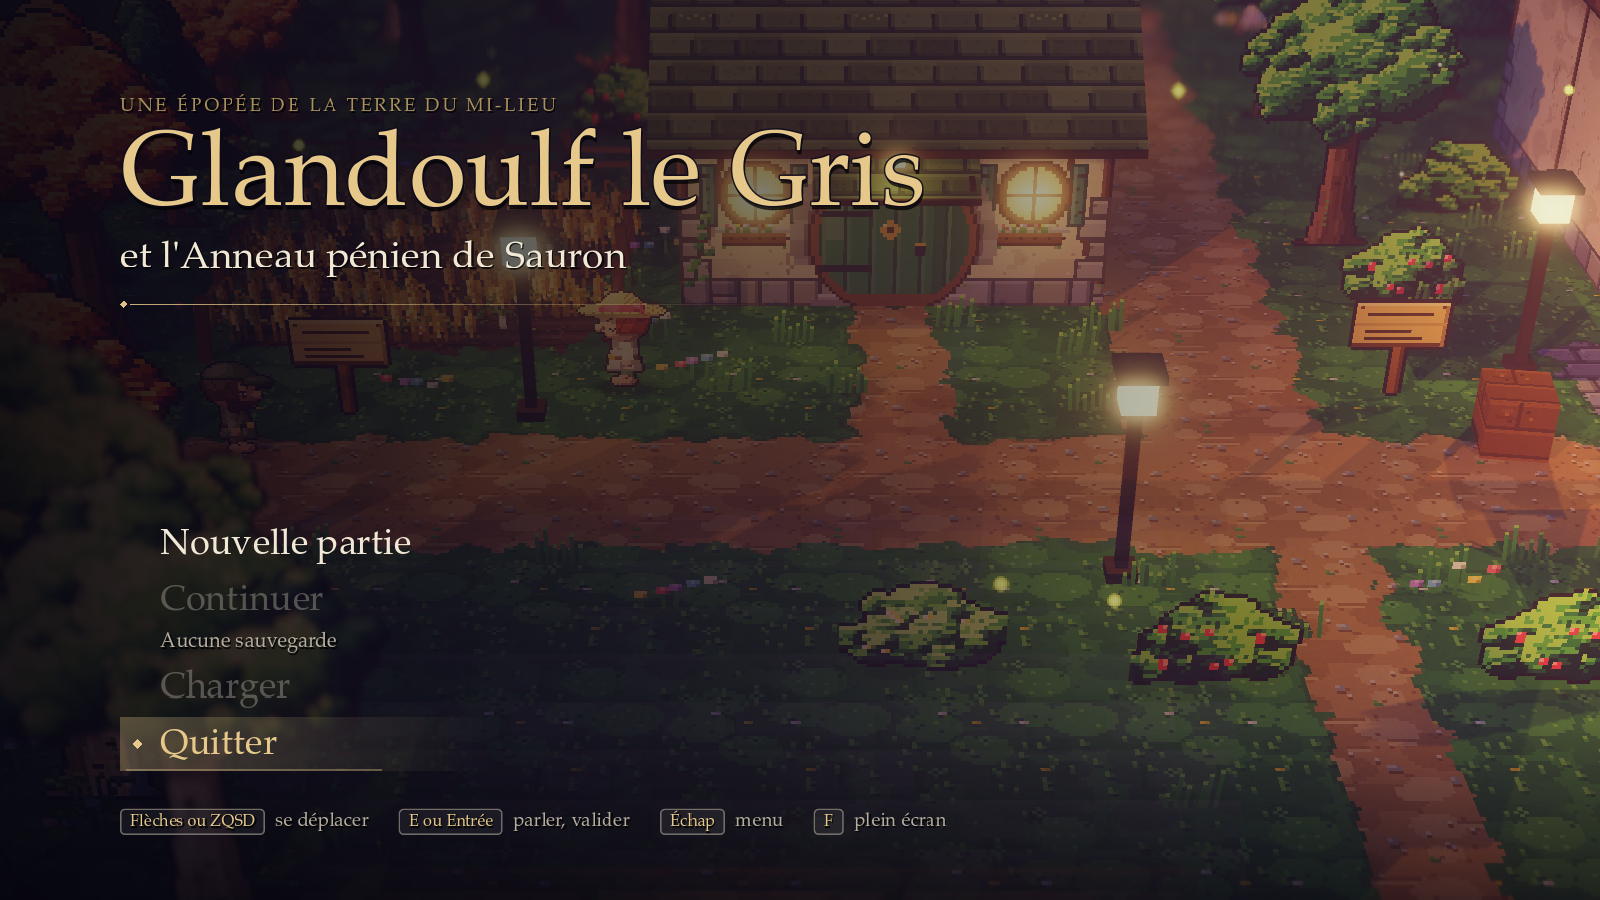 UNE ÉPOPÉE DE LA TERRE DU MI-LIEU
Glandoulf le Gris
et l'Anneau pénien de Sauron
Nouvelle partie
Continuer
Aucune sauvegarde
Charger
Quitter
Flèches ou ZQSD se déplacer E ou Entrée parler, valider Échap menu F plein écran